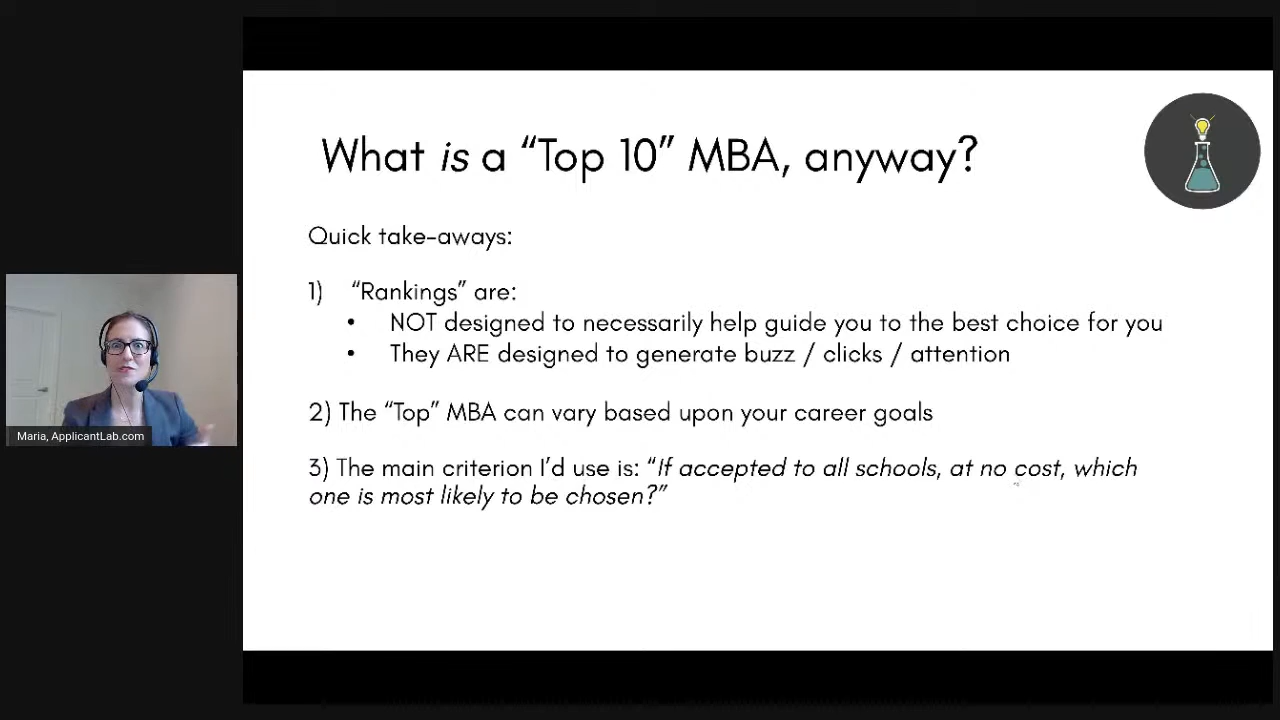 What is a “Top 10” MBA, anyway?
Quick take-aways:
1) “Rankings” are:
• NOT designed to necessarily help guide you to the best choice for you
• They ARE designed to generate buzz / clicks / attention
2) The “Top” MBA can vary based upon your career goals
3) The main criterion I’d use is: “If accepted to all schools, at no cost, which
one is most likely to be chosen?”
Maria, ApplicantLab.com